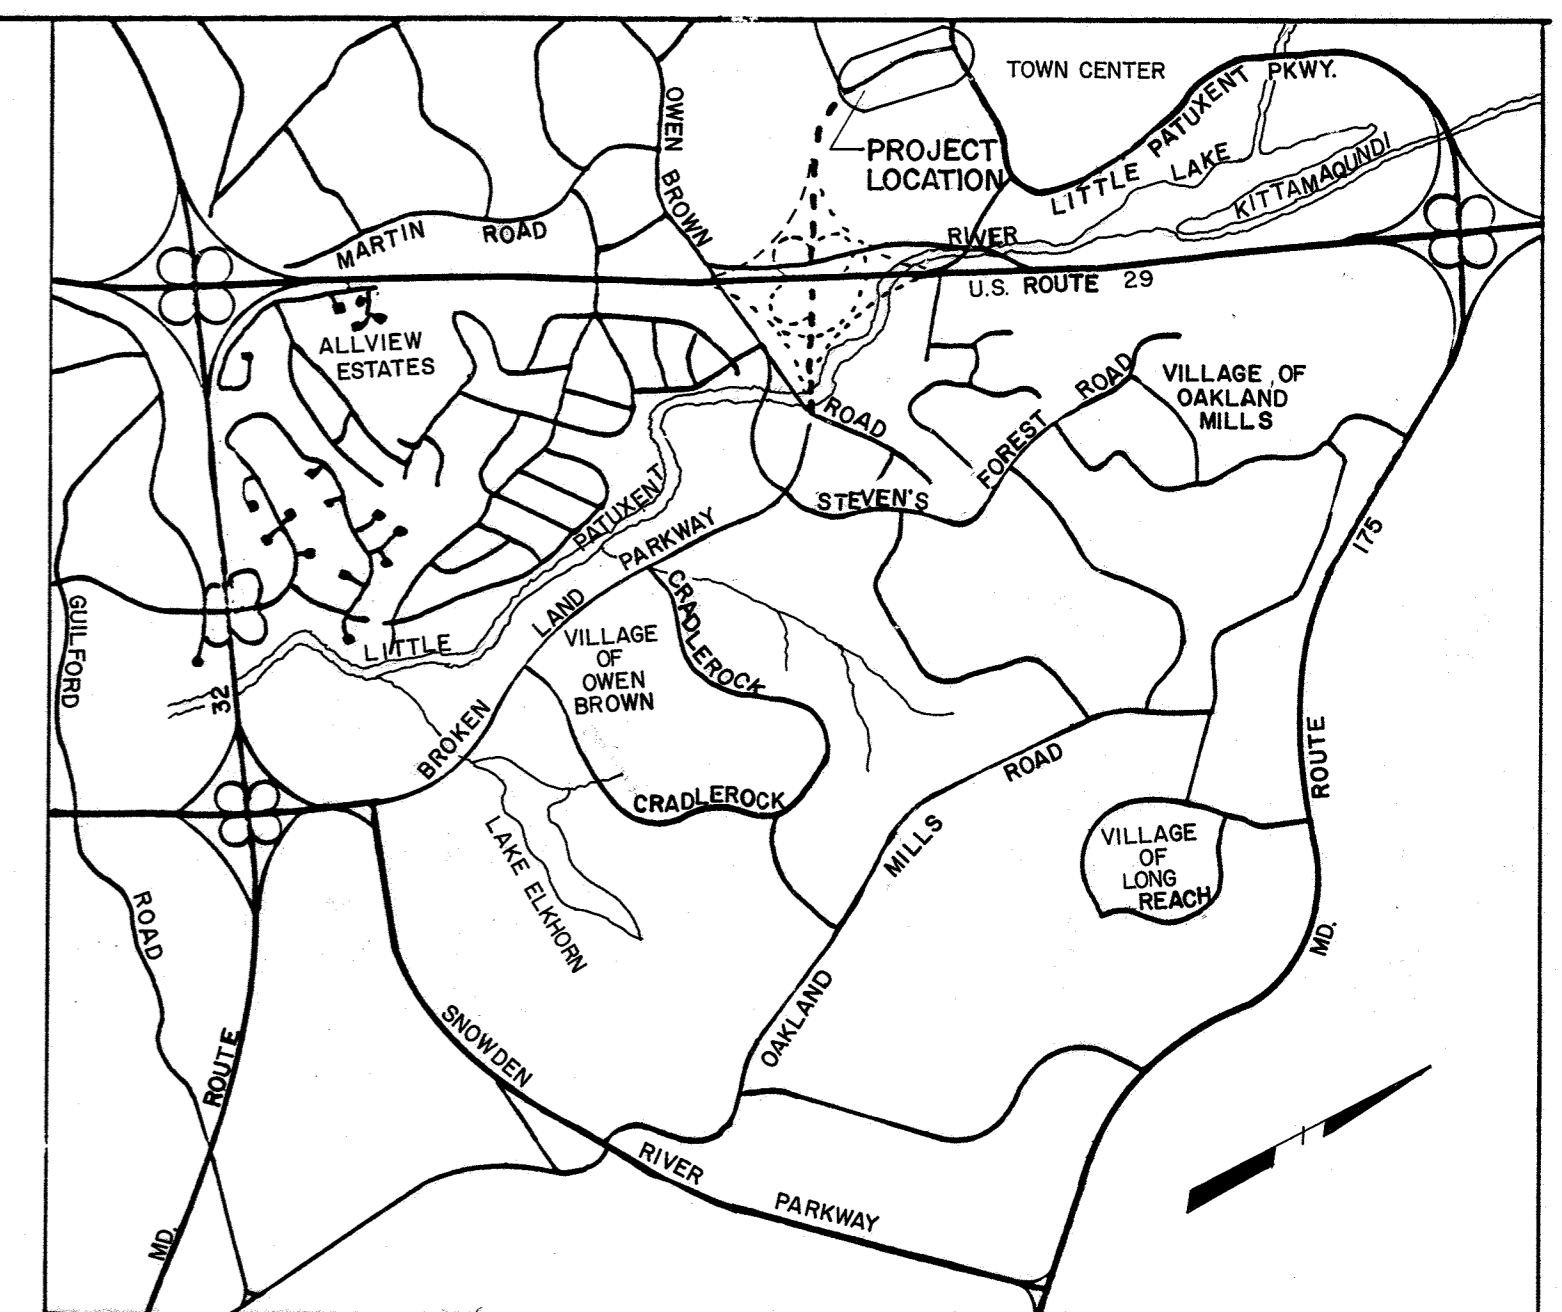 TOWN CENTER
LITTLE PATUXENT PKWY.
OWEN BROWN ROAD
PROJECT
LOCATION
LAKE KITTAMAQUNDI
MARTIN ROAD
RIVER
U.S. ROUTE 29
ALLVIEW
ESTATES
VILLAGE OF
OAKLAND
MILLS
FOREST ROAD
STEVEN'S
LITTLE PATUXENT
BROKEN LAND PARKWAY
GUILFORD ROAD
VILLAGE
OF
OWEN
BROWN
CRADLEROCK
CRADLEROCK
LAKE ELKHORN
OAKLAND MILLS ROAD
VILLAGE
OF
LONG
REACH
MD. ROUTE 175
MD. ROUTE 32
SNOWDEN RIVER PARKWAY